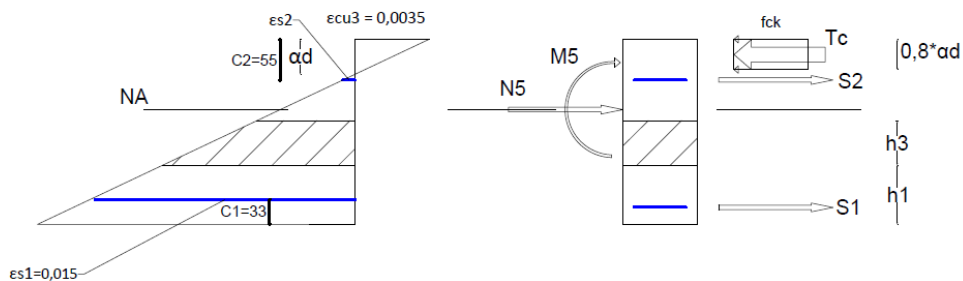 εs2
εcu3 = 0,0035
C2=55
αd
NA
C1=33
εs1=0,015
M5
N5
fck
Tc
0,8*αd
S2
h3
h1
S1